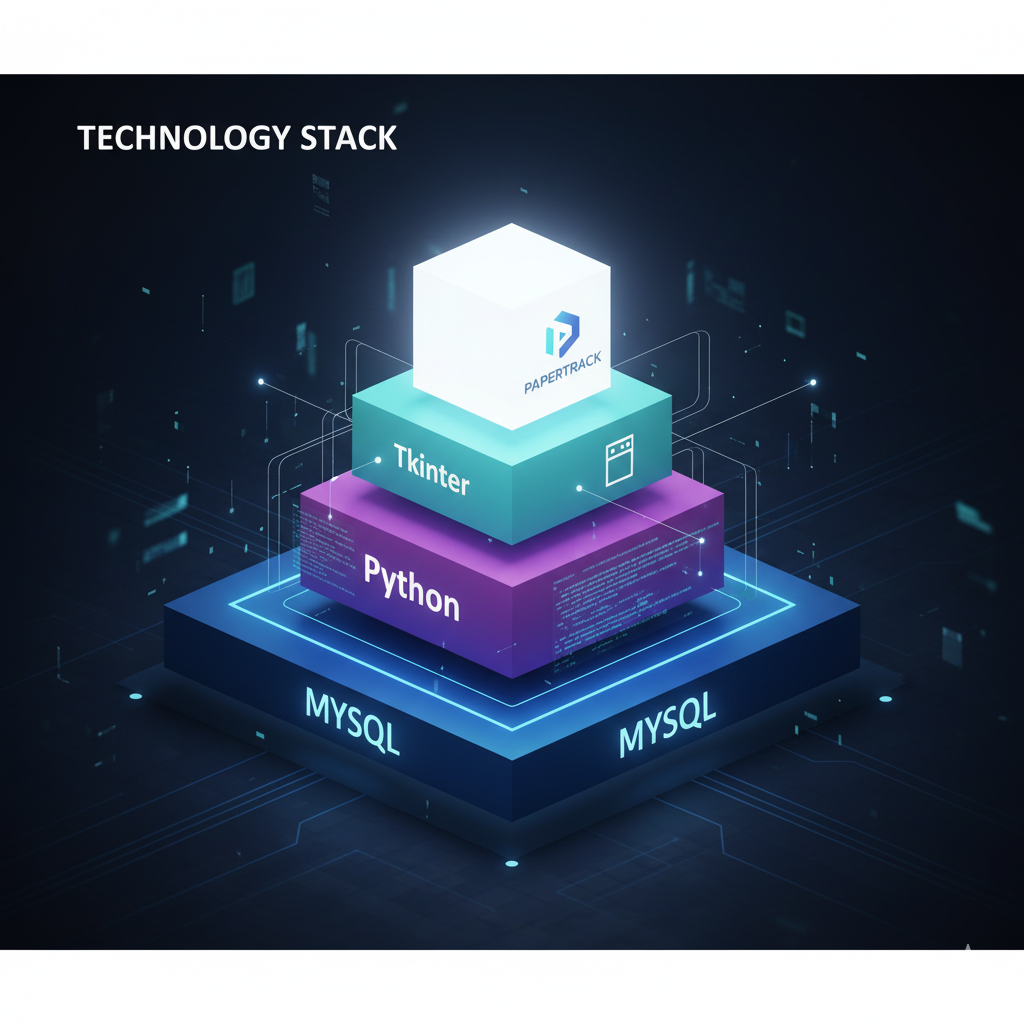 TECHNOLOGY STACK
PAPERTRACK
Tkinter
Python
MYSQL
MYSQL